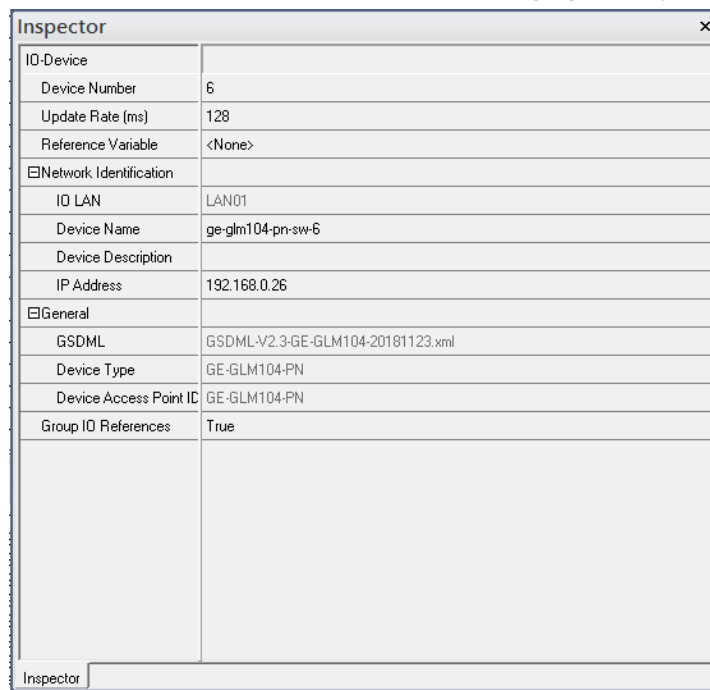 Inspector
IO-Device
Device Number 6
Update Rate (ms) 128
Reference Variable <None>
Network Identification
IO LAN LAN01
Device Name ge-glm104-pn-sw-6
Device Description
IP Address 192.168.0.26
General
GSDML GSDML-V2.3-GE-GLM104-20181123.xml
Device Type GE-GLM104-PN
Device Access Point ID GE-GLM104-PN
Group IO References True
Inspector